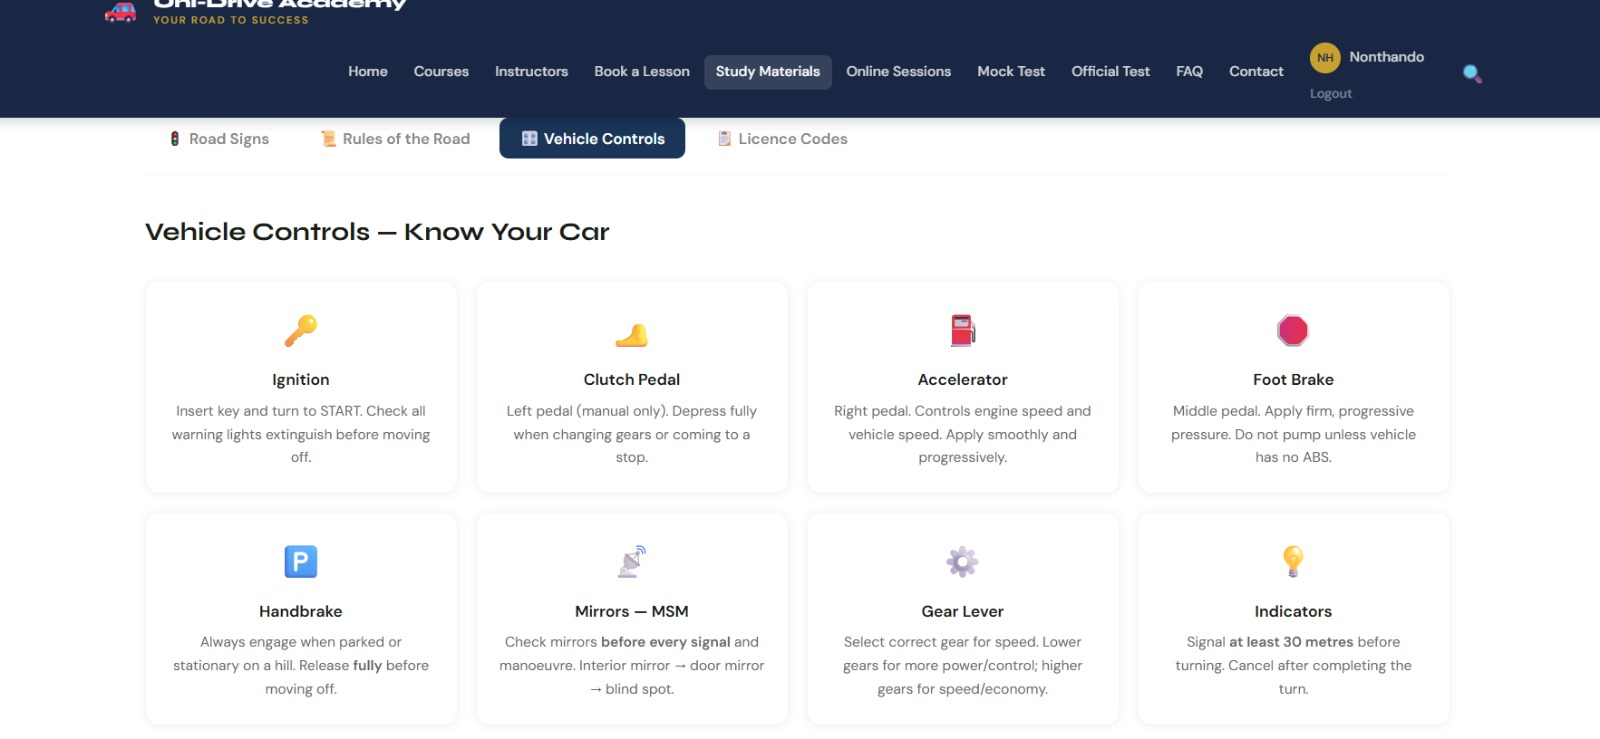 Uni-Drive Academy
YOUR ROAD TO SUCCESS
Home Courses Instructors Book a Lesson Study Materials Online Sessions Mock Test Official Test FAQ Contact NH Nonthando
Logout
Road Signs Rules of the Road Vehicle Controls Licence Codes
Vehicle Controls — Know Your Car
Ignition
Insert key and turn to START. Check all
warning lights extinguish before moving
off.
Clutch Pedal
Left pedal (manual only). Depress fully
when changing gears or coming to a
stop.
Accelerator
Right pedal. Controls engine speed and
vehicle speed. Apply smoothly and
progressively.
Foot Brake
Middle pedal. Apply firm, progressive
pressure. Do not pump unless vehicle
has no ABS.
P
Handbrake
Always engage when parked or
stationary on a hill. Release fully before
moving off.
Mirrors — MSM
Check mirrors before every signal and
manoeuvre. Interior mirror → door mirror
→ blind spot.
Gear Lever
Select correct gear for speed. Lower
gears for more power/control; higher
gears for speed/economy.
Indicators
Signal at least 30 metres before
turning. Cancel after completing the
turn.